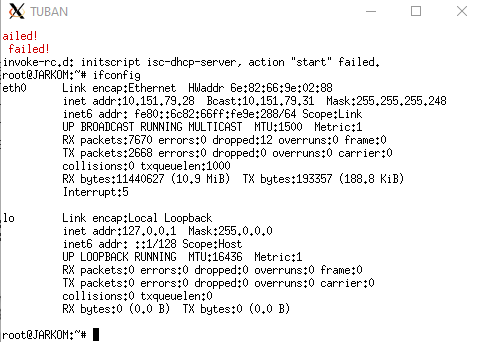 TUBAN
ailed!
 failed!
invoke-rc.d: initscript isc-dhcp-server, action "start" failed.
root@JARKOM:~# ifconfig
eth0      Link encap:Ethernet  HWaddr 6e:82:66:9e:02:88
          inet addr:10.151.79.28  Bcast:10.151.79.31  Mask:255.255.255.248
          inet6 addr: fe80::6c82:66ff:fe9e:288/64 Scope:Link
          UP BROADCAST RUNNING MULTICAST  MTU:1500  Metric:1
          RX packets:7670 errors:0 dropped:12 overruns:0 frame:0
          TX packets:2668 errors:0 dropped:0 overruns:0 carrier:0
          collisions:0 txqueuelen:1000
          RX bytes:11440627 (10.9 MiB)  TX bytes:193357 (188.8 KiB)
          Interrupt:5
lo        Link encap:Local Loopback
          inet addr:127.0.0.1  Mask:255.0.0.0
          inet6 addr: ::1/128 Scope:Host
          UP LOOPBACK RUNNING  MTU:16436  Metric:1
          RX packets:0 errors:0 dropped:0 overruns:0 frame:0
          TX packets:0 errors:0 dropped:0 overruns:0 carrier:0
          collisions:0 txqueuelen:0
          RX bytes:0 (0.0 B)  TX bytes:0 (0.0 B)
root@JARKOM:~#